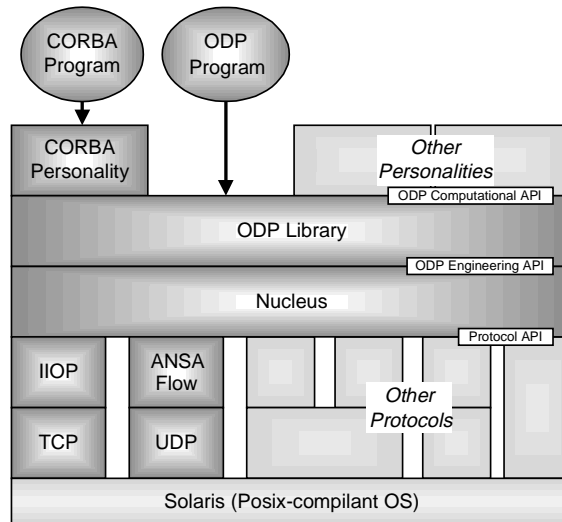 CORBA
Program
ODP
Program
CORBA
Personality
Other
Personalities
ODP Computational API
ODP Library
ODP Engineering API
Nucleus
Protocol API
IIOP
ANSA
Flow
Other
Protocols
TCP
UDP
Solaris (Posix-compilant OS)